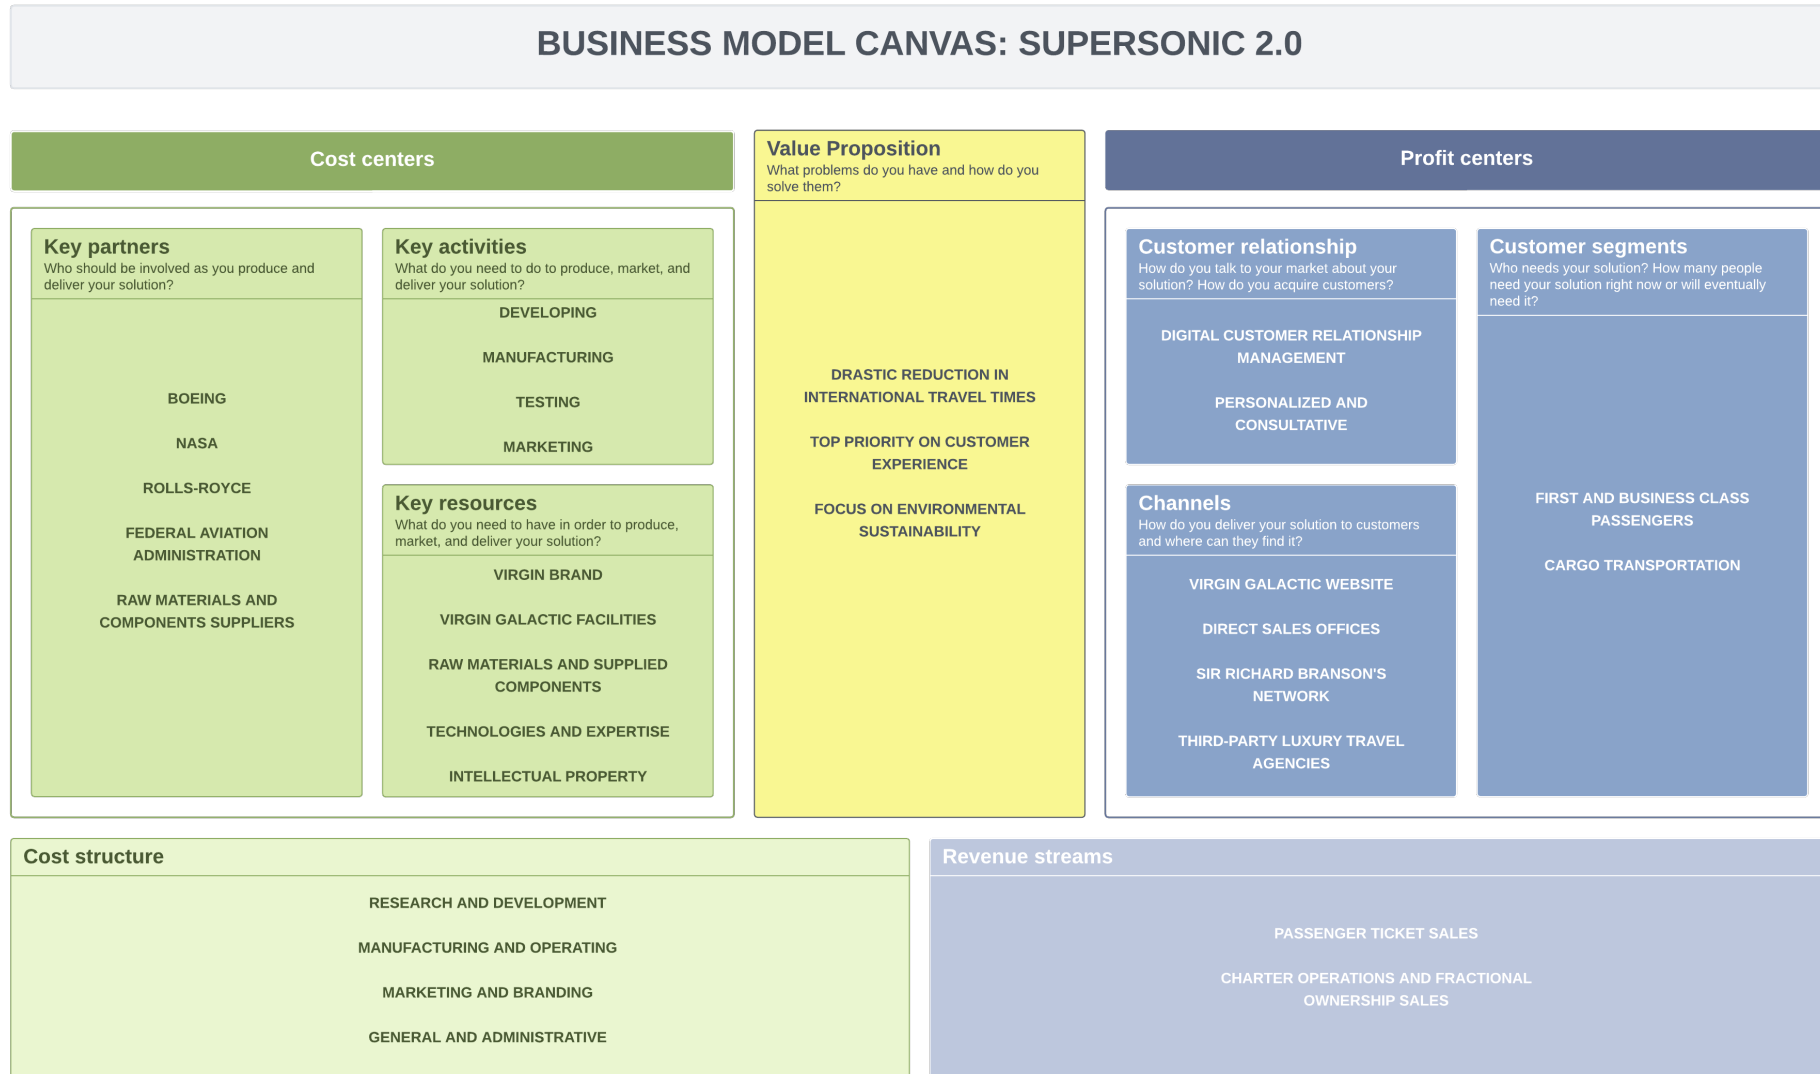 BUSINESS MODEL CANVAS: SUPERSONIC 2.0
Cost centers
Key partners
Who should be involved as you produce and
deliver your solution?
BOEING
NASA
ROLLS-ROYCE
FEDERAL AVIATION
ADMINISTRATION
RAW MATERIALS AND
COMPONENTS SUPPLIERS
Key activities
What do you need to do to produce, market, and
deliver your solution?
DEVELOPING
MANUFACTURING
TESTING
MARKETING
Key resources
What do you need to have in order to produce,
market, and deliver your solution?
VIRGIN BRAND
VIRGIN GALACTIC FACILITIES
RAW MATERIALS AND SUPPLIED
COMPONENTS
TECHNOLOGIES AND EXPERTISE
INTELLECTUAL PROPERTY
Value Proposition
What problems do you have and how do you
solve them?
DRASTIC REDUCTION IN
INTERNATIONAL TRAVEL TIMES
TOP PRIORITY ON CUSTOMER
EXPERIENCE
FOCUS ON ENVIRONMENTAL
SUSTAINABILITY
Profit centers
Customer relationship
How do you talk to your market about your
solution? How do you acquire customers?
DIGITAL CUSTOMER RELATIONSHIP
MANAGEMENT
PERSONALIZED AND
CONSULTATIVE
Channels
How do you deliver your solution to customers
and where can they find it?
VIRGIN GALACTIC WEBSITE
DIRECT SALES OFFICES
SIR RICHARD BRANSON'S
NETWORK
THIRD-PARTY LUXURY TRAVEL
AGENCIES
Customer segments
Who needs your solution? How many people
need your solution right now or will eventually
need it?
FIRST AND BUSINESS CLASS
PASSENGERS
CARGO TRANSPORTATION
Cost structure
RESEARCH AND DEVELOPMENT
MANUFACTURING AND OPERATING
MARKETING AND BRANDING
GENERAL AND ADMINISTRATIVE
Revenue streams
PASSENGER TICKET SALES
CHARTER OPERATIONS AND FRACTIONAL
OWNERSHIP SALES